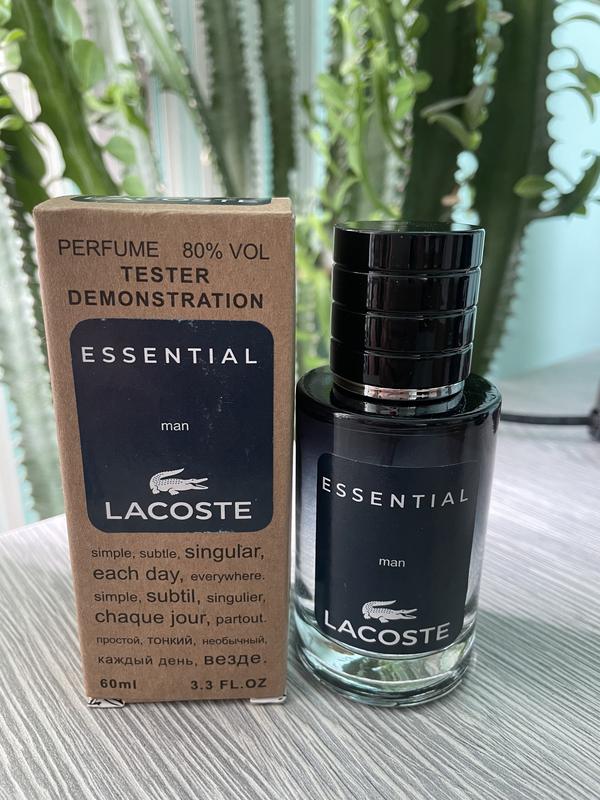 PERFUME 80% VOL
TESTER
DEMONSTRATION
ESSENTIAL
man
LACOSTE
simple, subtle, singular,
each day, everywhere.
simple, subtil, singulier,
chaque jour, partout.
простой, тонкий, необычный,
каждый день, везде.
60ml 3.3 FL.OZ
ESSENTIAL
man
LACOSTE